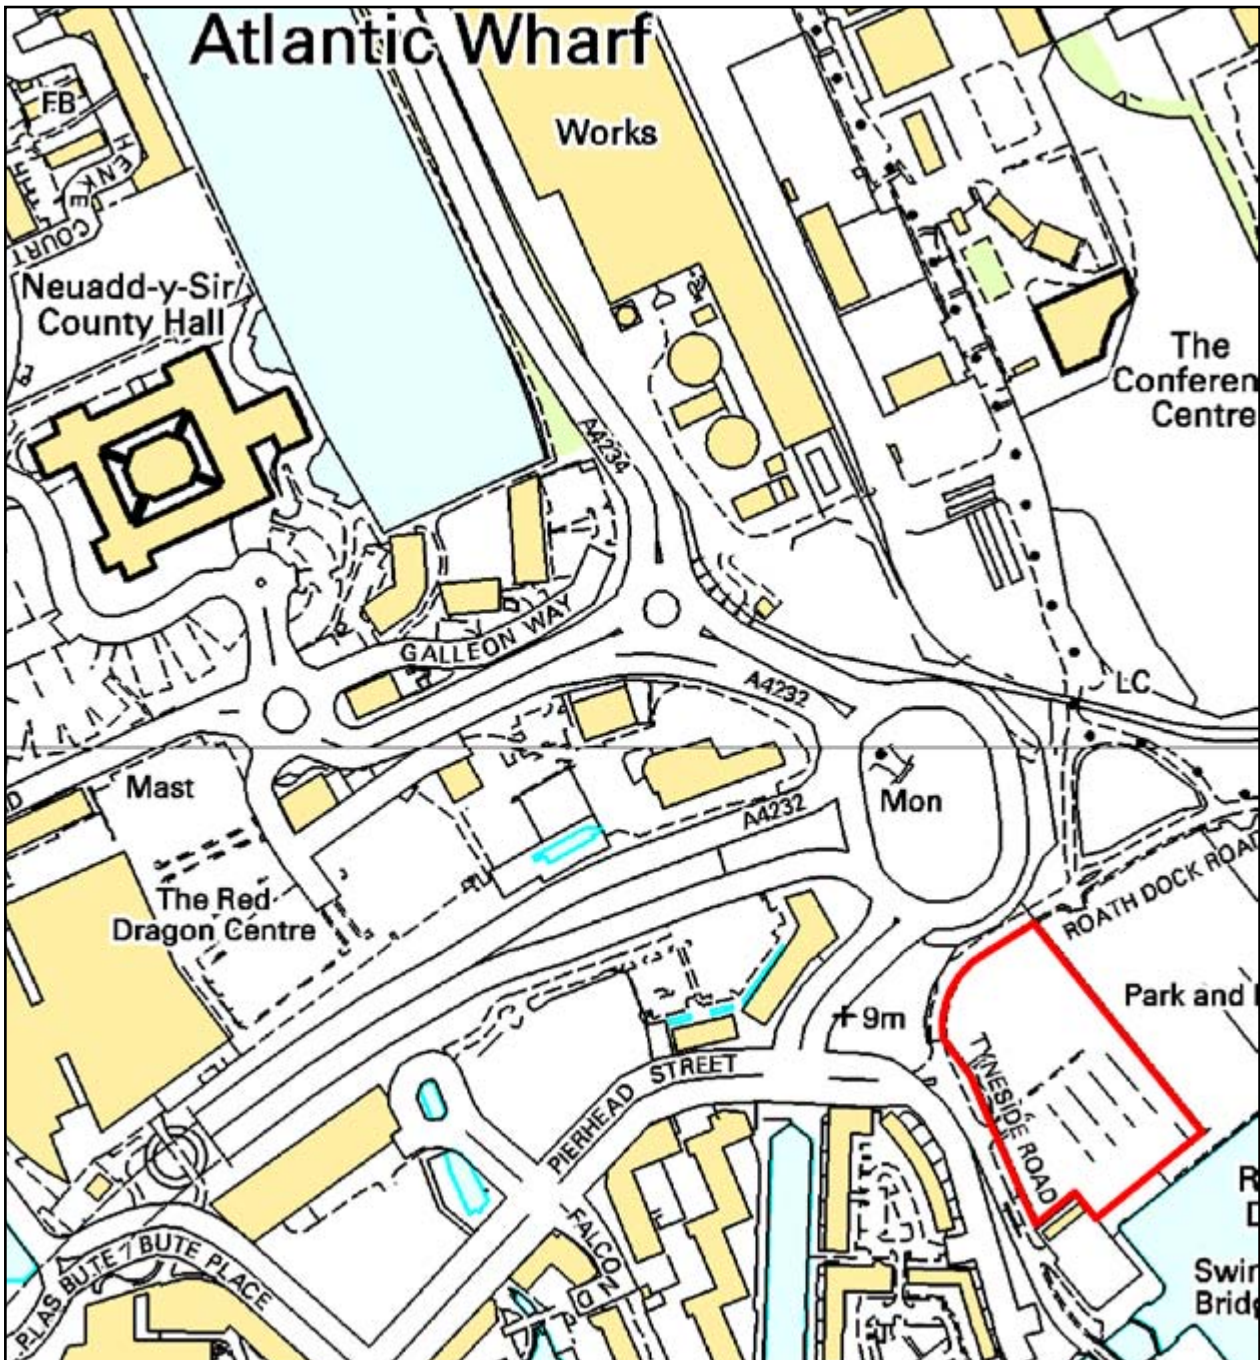 Atlantic Wharf
FB
Works
HENKE
COURT
Neuadd-y-Sir/
County Hall
The
Conferen
Centre
A4234
GALLEON WAY
A4232
LC
Mast
Mon
A4232
The Red
Dragon Centre
ROATH DOCK ROAD
Park and
9m
TYNESIDE ROAD
PIERHEAD STREET
FALCON
PLAS BUTE / BUTE PLACE
Swin
Bridg